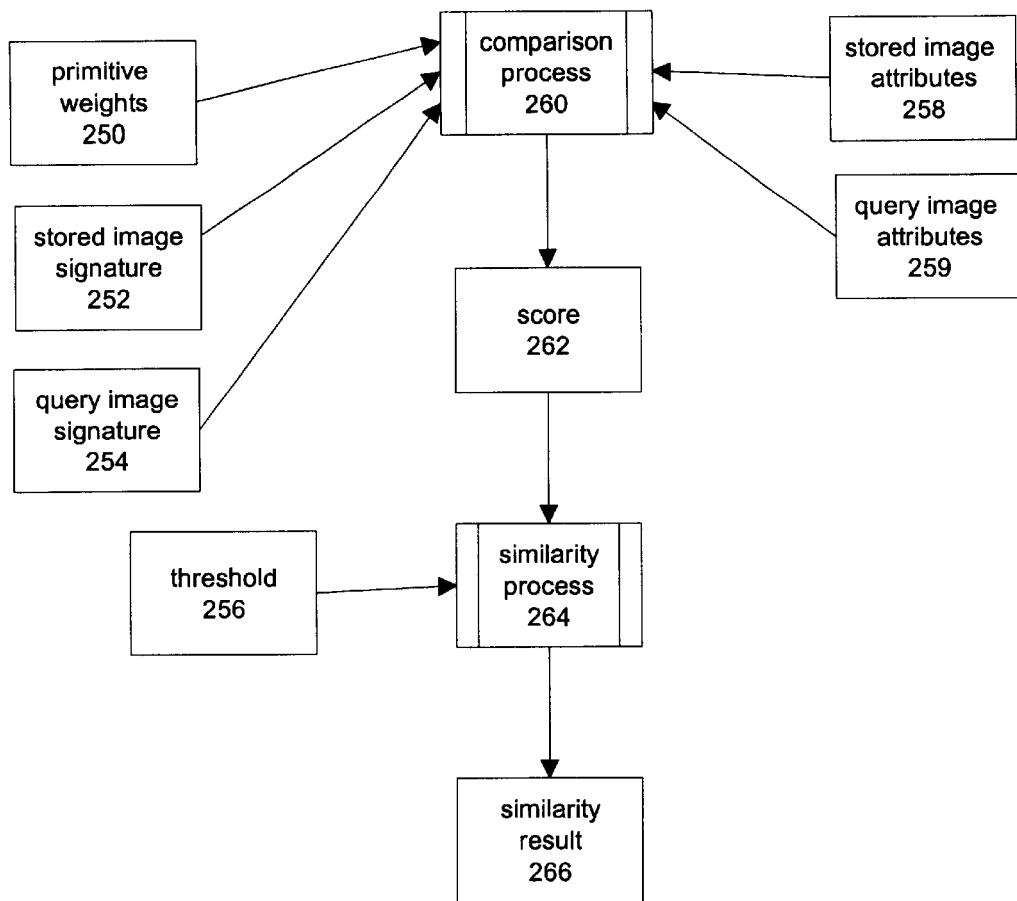 primitive
weights
250
stored image
signature
252
query image
signature
254
comparison
process
260
stored image
attributes
258
query image
attributes
259
score
262
threshold
256
similarity
process
264
similarity
result
266